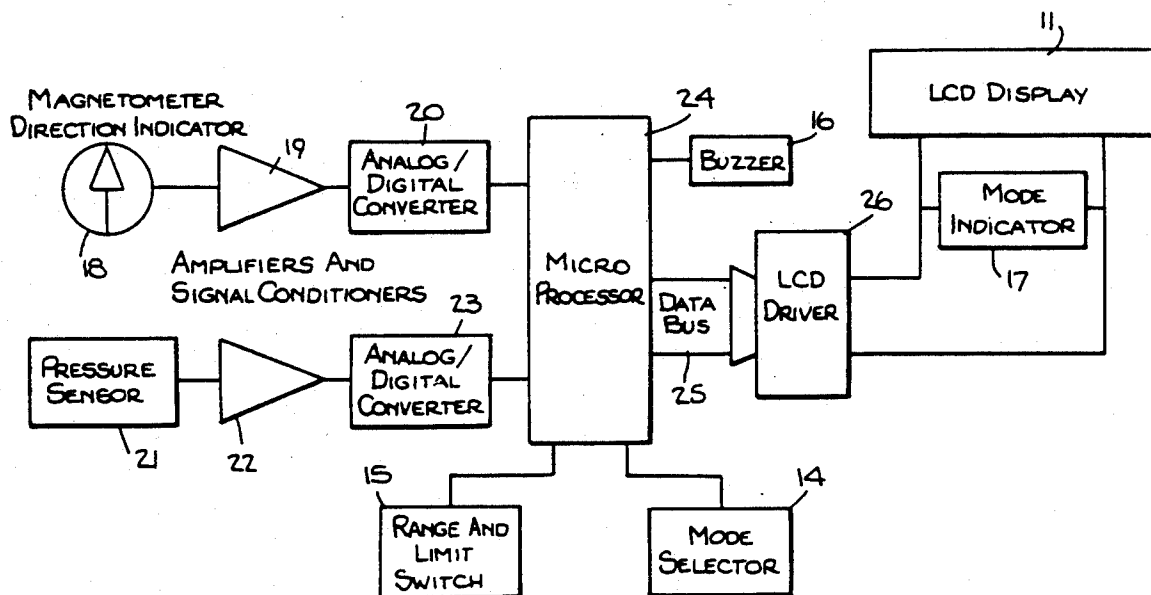 11
LCD DISPLAY
MAGNETOMETER
DIRECTION INDICATOR
18
19
20
ANALOG/
DIGITAL
CONVERTER
24
MICRO
PROCESSOR
16
BUZZER
MODE
INDICATOR
17
26
LCD
DRIVER
DATA
BUS
25
AMPLIFIERS AND
SIGNAL CONDITIONERS
PRESSURE
SENSOR
21
22
23
ANALOG/
DIGITAL
CONVERTER
15
RANGE AND
LIMIT
SWITCH
14
MODE
SELECTOR